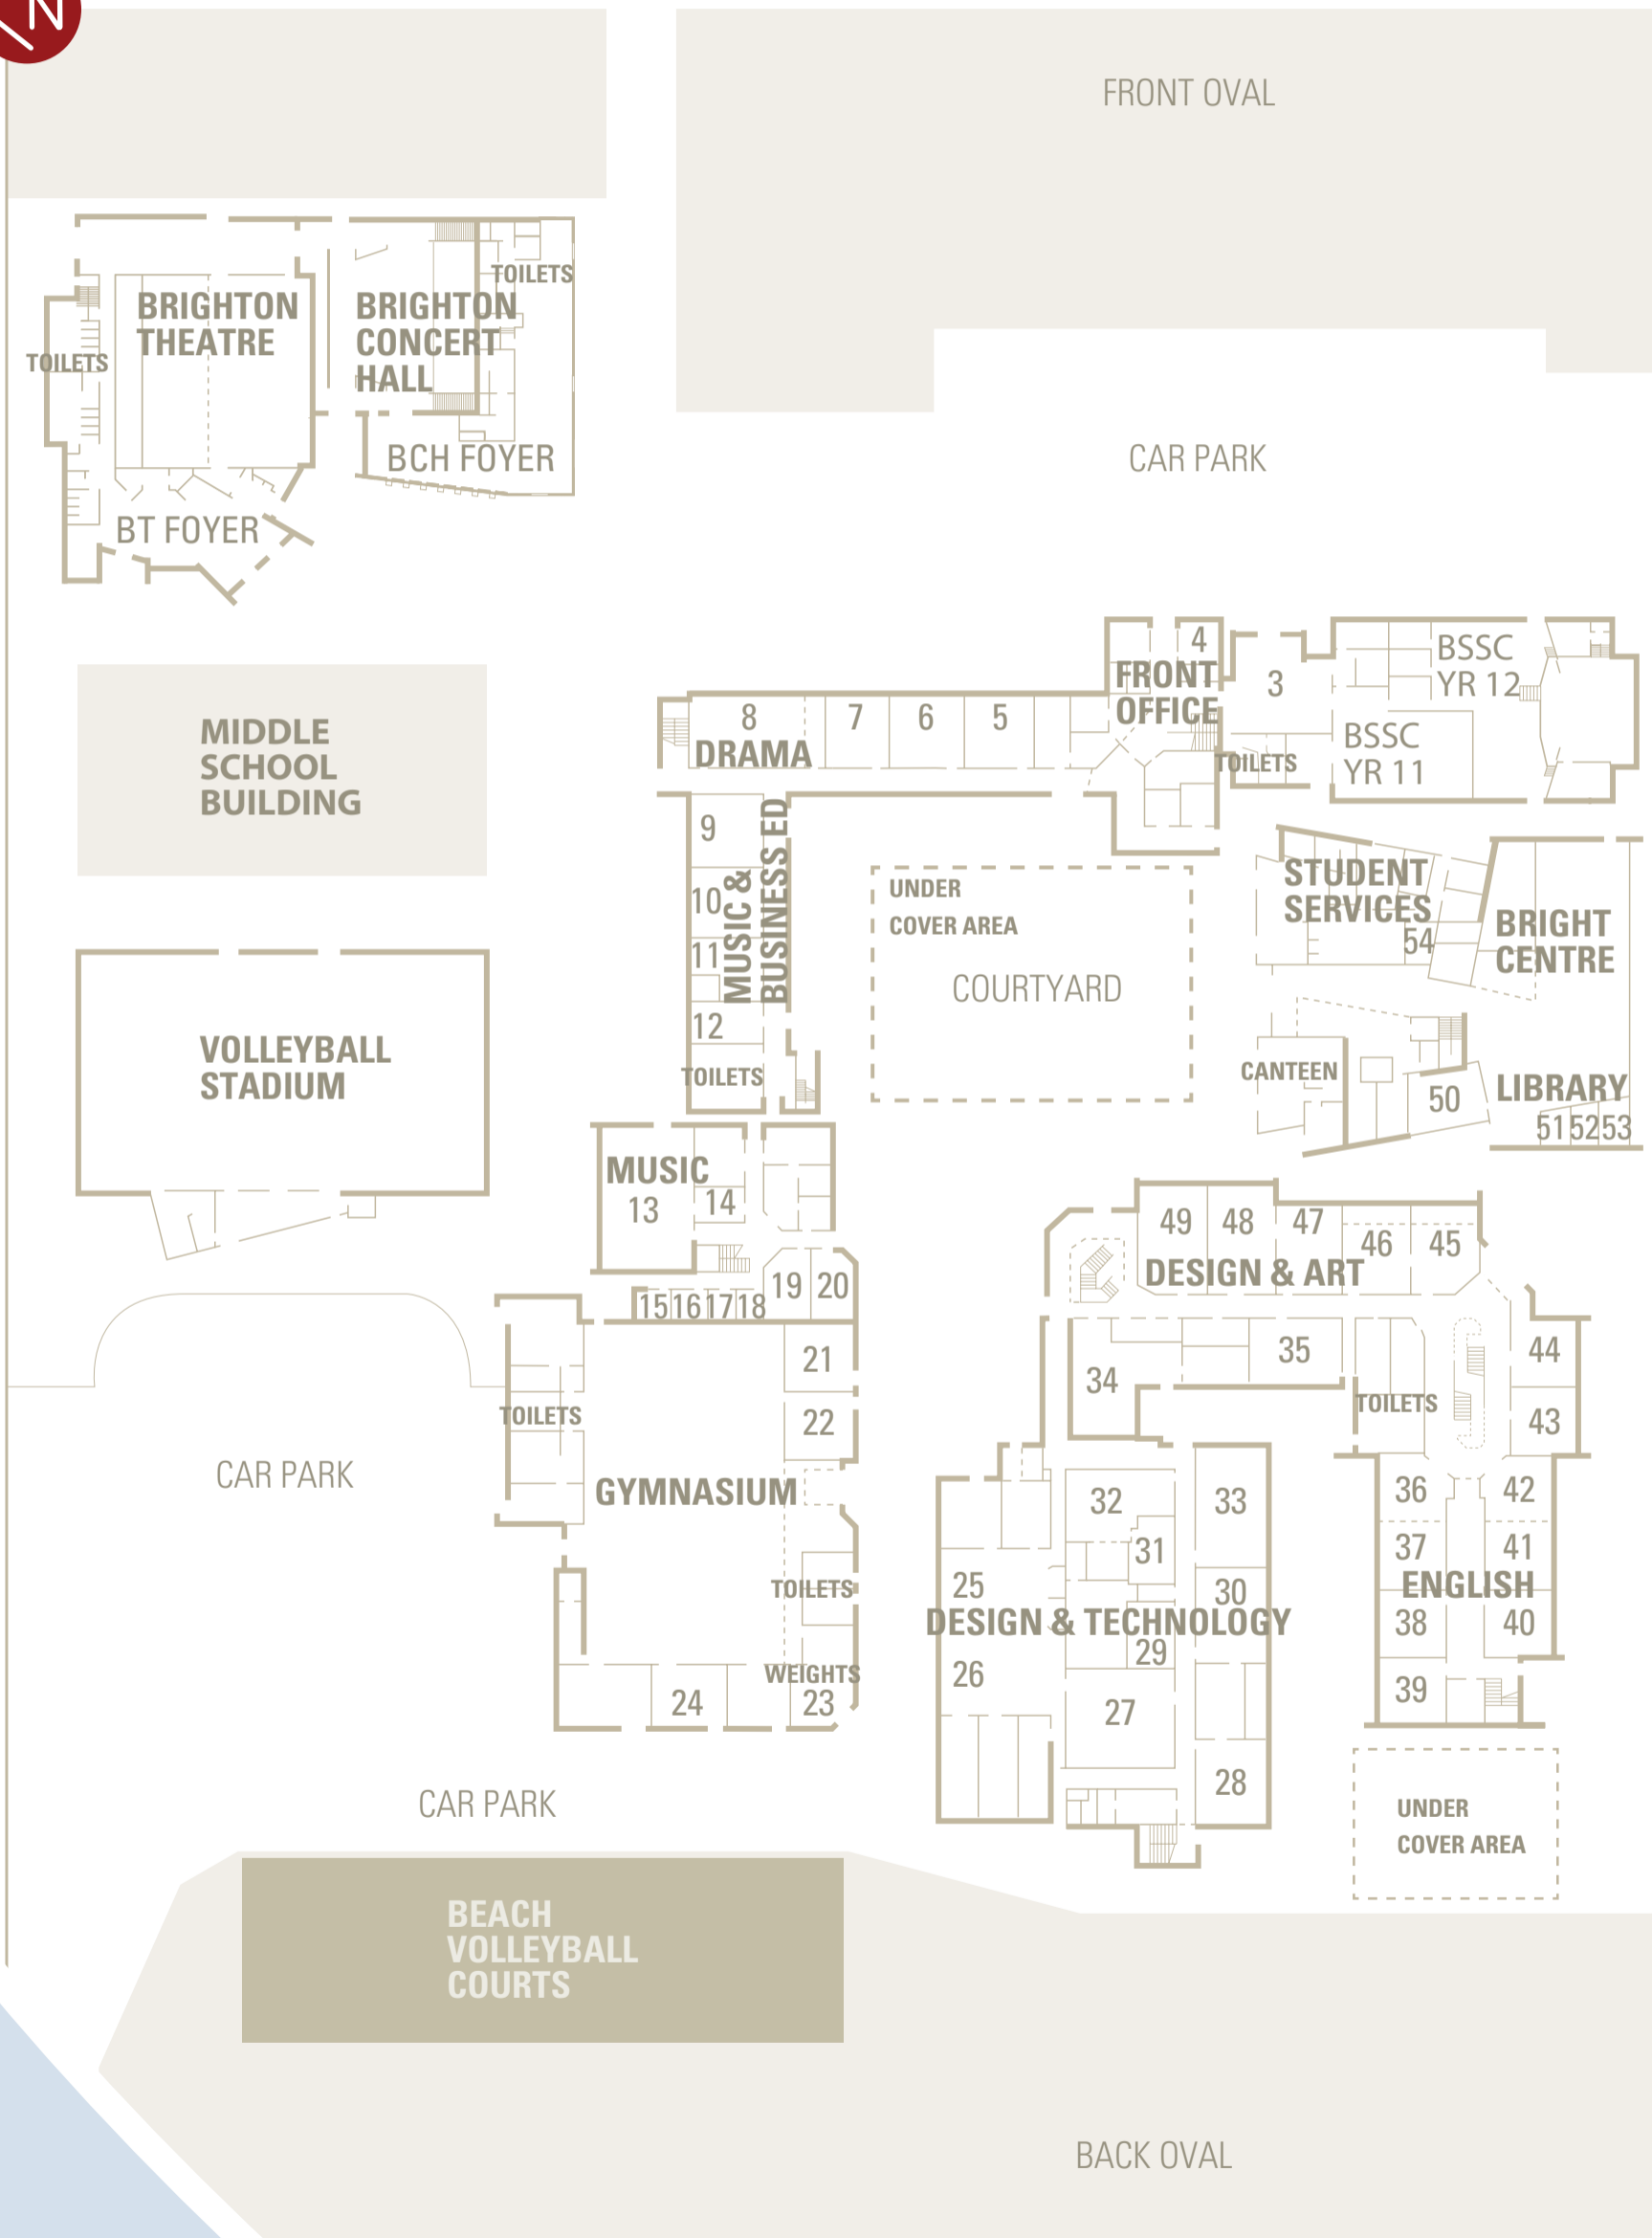 N
FRONT OVAL
TOILETS
BRIGHTON
THEATRE
BRIGHTON
CONCERT
HALL
TOILETS
BCH FOYER
CAR PARK
BT FOYER
4
FRONT
OFFICE
3
BSSC
YR 12
BSSC
YR 11
TOILETS
8
7
6
5
DRAMA
MIDDLE
SCHOOL
BUILDING
9
10
11
12
MUSIC &
BUSINESS ED
TOILETS
UNDER
COVER AREA
COURTYARD
STUDENT
SERVICES
54
BRIGHT
CENTRE
VOLLEYBALL
STADIUM
CANTEEN
50
LIBRARY
51
52
53
MUSIC
13
14
15
16
17
18
19
20
49
48
47
46
45
DESIGN & ART
21
22
34
35
TOILETS
44
43
TOILETS
CAR PARK
GYMNASIUM
32
33
31
36
42
37
41
ENGLISH
38
40
39
25
30
DESIGN & TECHNOLOGY
29
26
27
28
TOILETS
WEIGHTS
24
23
CAR PARK
UNDER
COVER AREA
BEACH
VOLLEYBALL
COURTS
BACK OVAL